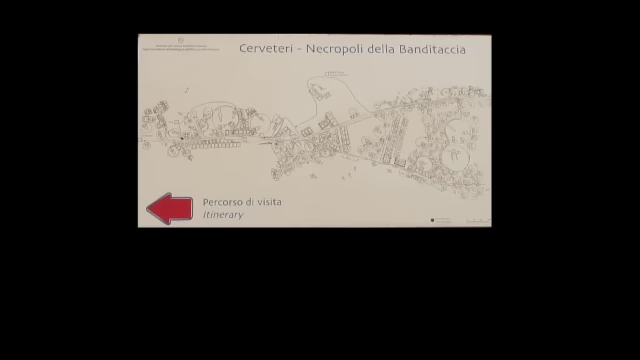 Cerveteri - Necropoli della Banditaccia
Percorso di visita
Itinerary